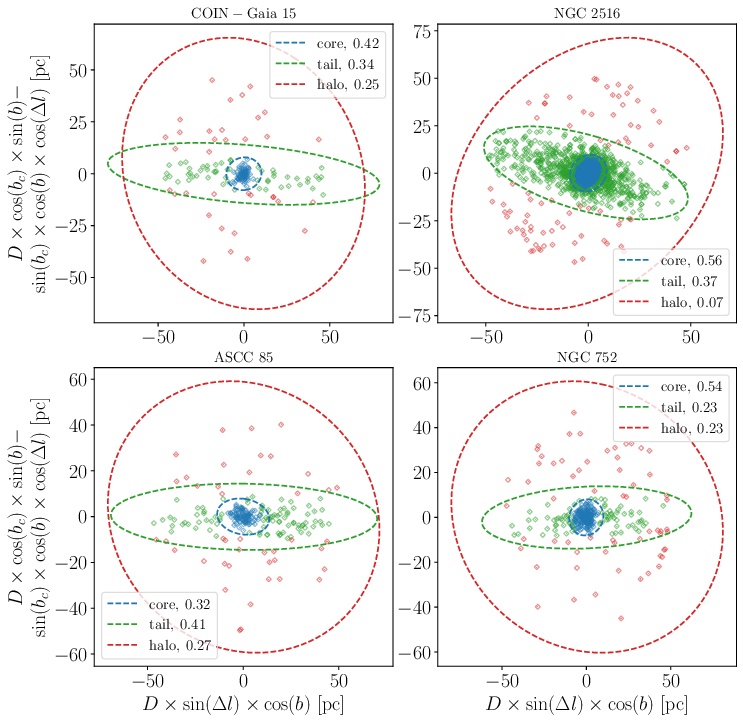 COIN − Gaia 15
NGC 2516
50
25
0
−25
−50
−50
0
50
core, 0.42
tail, 0.34
halo, 0.25
75
50
25
0
−25
−50
−75
−50
0
50
core, 0.56
tail, 0.37
halo, 0.07
D × cos(b_c) × sin(b)−
sin(b_c) × cos(b) × cos(Δl) [pc]
ASCC 85
NGC 752
60
40
20
0
−20
−40
−60
−50
0
50
core, 0.32
tail, 0.41
halo, 0.27
60
40
20
0
−20
−40
−60
−50
0
50
core, 0.54
tail, 0.23
halo, 0.23
D × cos(b_c) × sin(b)−
sin(b_c) × cos(b) × cos(Δl) [pc]
D × sin(Δl) × cos(b) [pc]
D × sin(Δl) × cos(b) [pc]